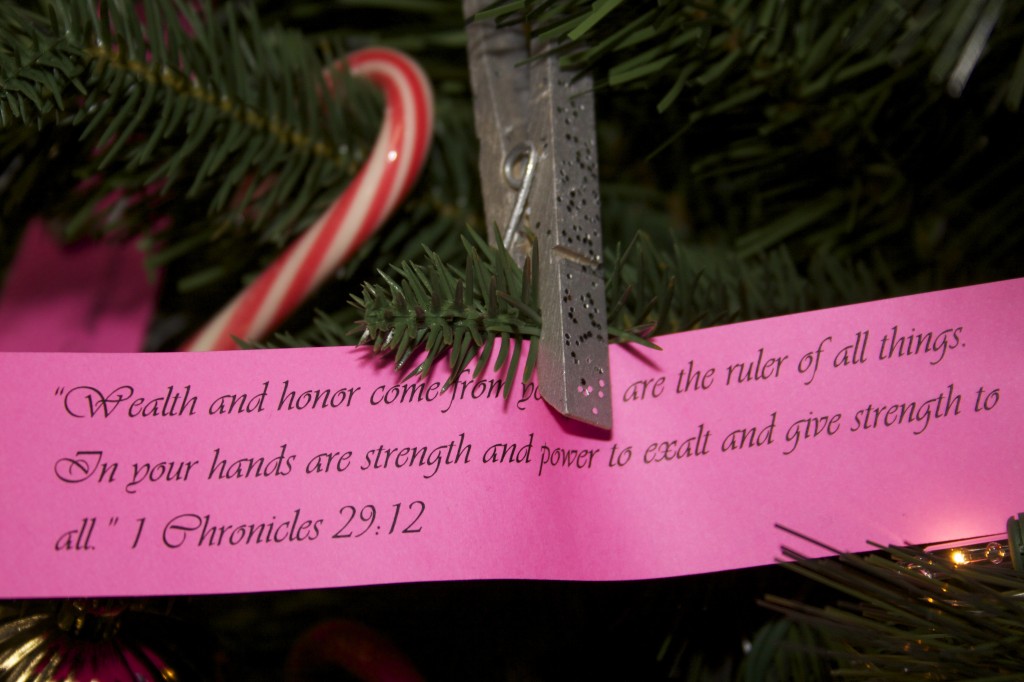 "Wealth and honor come from yo are the ruler of all things.
In your hands are strength and power to exalt and give strength to
all." 1 Chronicles 29:12